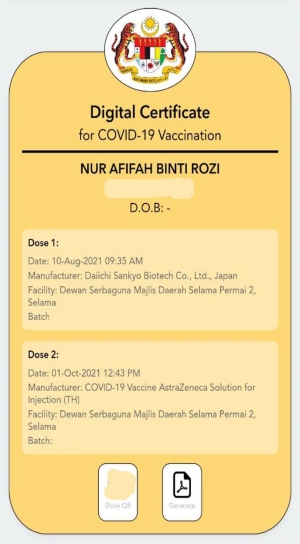 Digital Certificate
for COVID-19 Vaccination
NUR AFIFAH BINTI ROZI
D.O.B: -
Dose 1:
Date: 10-Aug-2021 09:35 AM
Manufacturer: Daiichi Sankyo Biotech Co., Ltd., Japan
Facility: Dewan Serbaguna Majlis Daerah Selama Permai 2,
Selama
Batch
Dose 2:
Date: 01-Oct-2021 12:43 PM
Manufacturer: COVID-19 Vaccine AstraZeneca Solution for
Injection (TH)
Facility: Dewan Serbaguna Majlis Daerah Selama Permai 2,
Selama
Batch:
Show QR
Generate